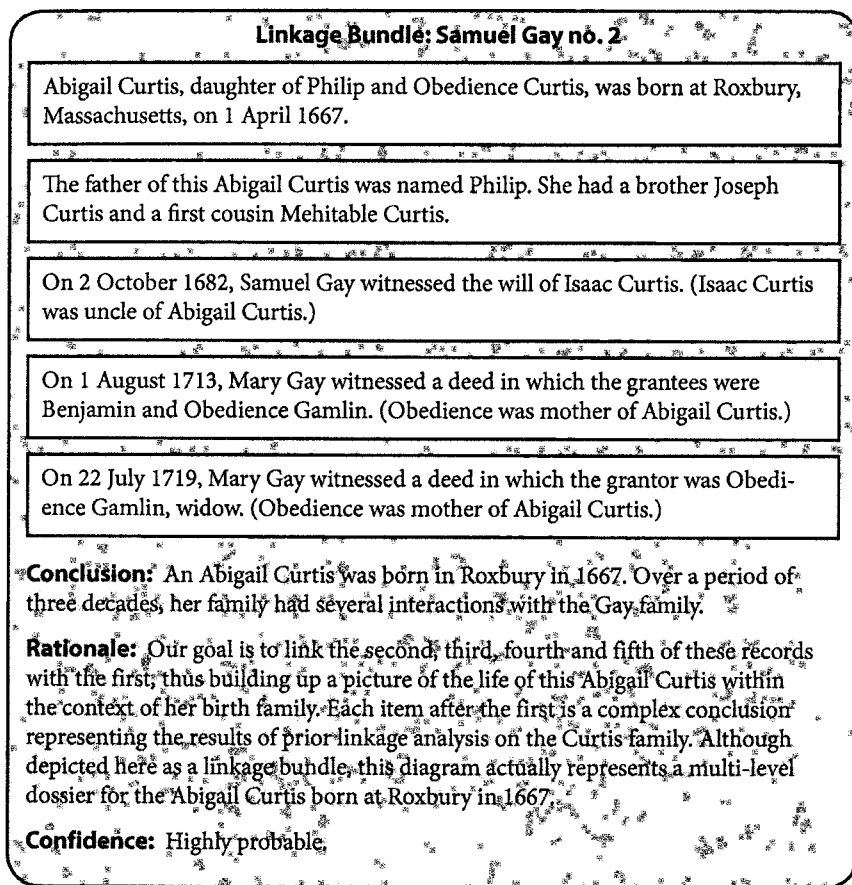 Linkage Bundle: Samuel Gay no. 2
Abigail Curtis, daughter of Philip and Obedience Curtis, was born at Roxbury,
Massachusetts, on 1 April 1667.
The father of this Abigail Curtis was named Philip. She had a brother Joseph
Curtis and a first cousin Mehitable Curtis.
On 2 October 1682, Samuel Gay witnessed the will of Isaac Curtis. (Isaac Curtis
was uncle of Abigail Curtis.)
On 1 August 1713, Mary Gay witnessed a deed in which the grantees were
Benjamin and Obedience Gamlin. (Obedience was mother of Abigail Curtis.)
On 22 July 1719, Mary Gay witnessed a deed in which the grantor was Obedi-
ence Gamlin, widow. (Obedience was mother of Abigail Curtis.)
Conclusion: An Abigail Curtis was born in Roxbury in 1667. Over a period of
three decades, her family had several interactions with the Gay family.
Rationale: Our goal is to link the second, third, fourth and fifth of these records
with the first, thus building up a picture of the life of this Abigail Curtis within
the context of her birth family. Each item after the first is a complex conclusion
representing the results of prior linkage analysis on the Curtis family. Although
depicted here as a linkage bundle, this diagram actually represents a multi-level
dossier for the Abigail Curtis born at Roxbury in 1667.
Confidence: Highly probable.